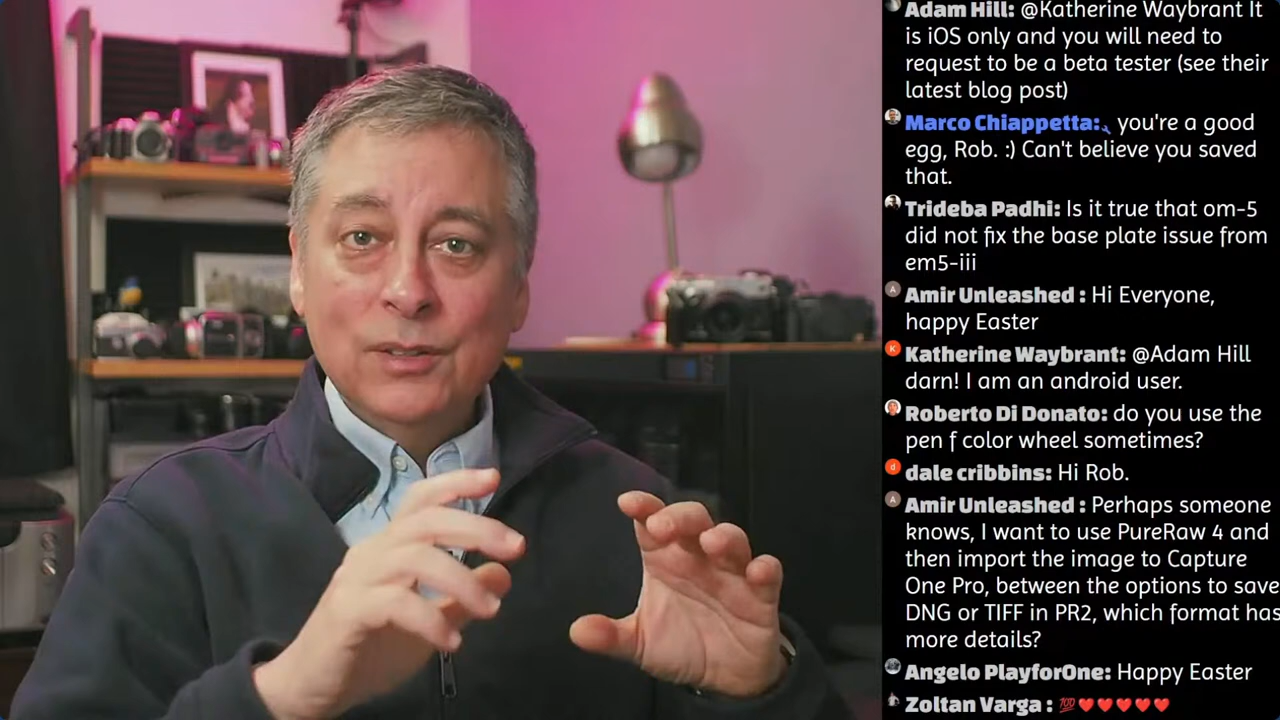 Adam Hill: @Katherine Waybrant It
is iOS only and you will need to
request to be a beta tester (see their
latest blog post)
Marco Chiappetta: you're a good
egg, Rob. :) Can't believe you saved
that.
Trideba Padhi: Is it true that om-5
did not fix the base plate issue from
em5-iii
Amir Unleashed : Hi Everyone,
happy Easter
K Katherine Waybrant: @Adam Hill
darn! I am an android user.
Roberto Di Donato: do you use the
pen f color wheel sometimes?
d dale cribbins: Hi Rob.
A Amir Unleashed : Perhaps someone
knows, I want to use PureRaw 4 and
then import the image to Capture
One Pro, between the options to save
DNG or TIFF in PR2, which format has
more details?
Angelo PlayforOne: Happy Easter
Zoltan Varga : 💯❤️❤️❤️❤️❤️